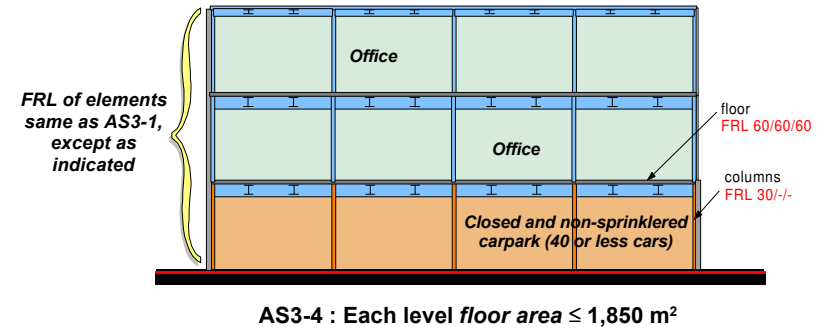 Office
FRL of elements
same as AS3-1,
except as
indicated
floor
FRL 60/60/60
Office
columns
FRL 30/-/-
Closed and non-sprinklered
carpark (40 or less cars)
AS3-4 : Each level floor area ≤ 1,850 m²